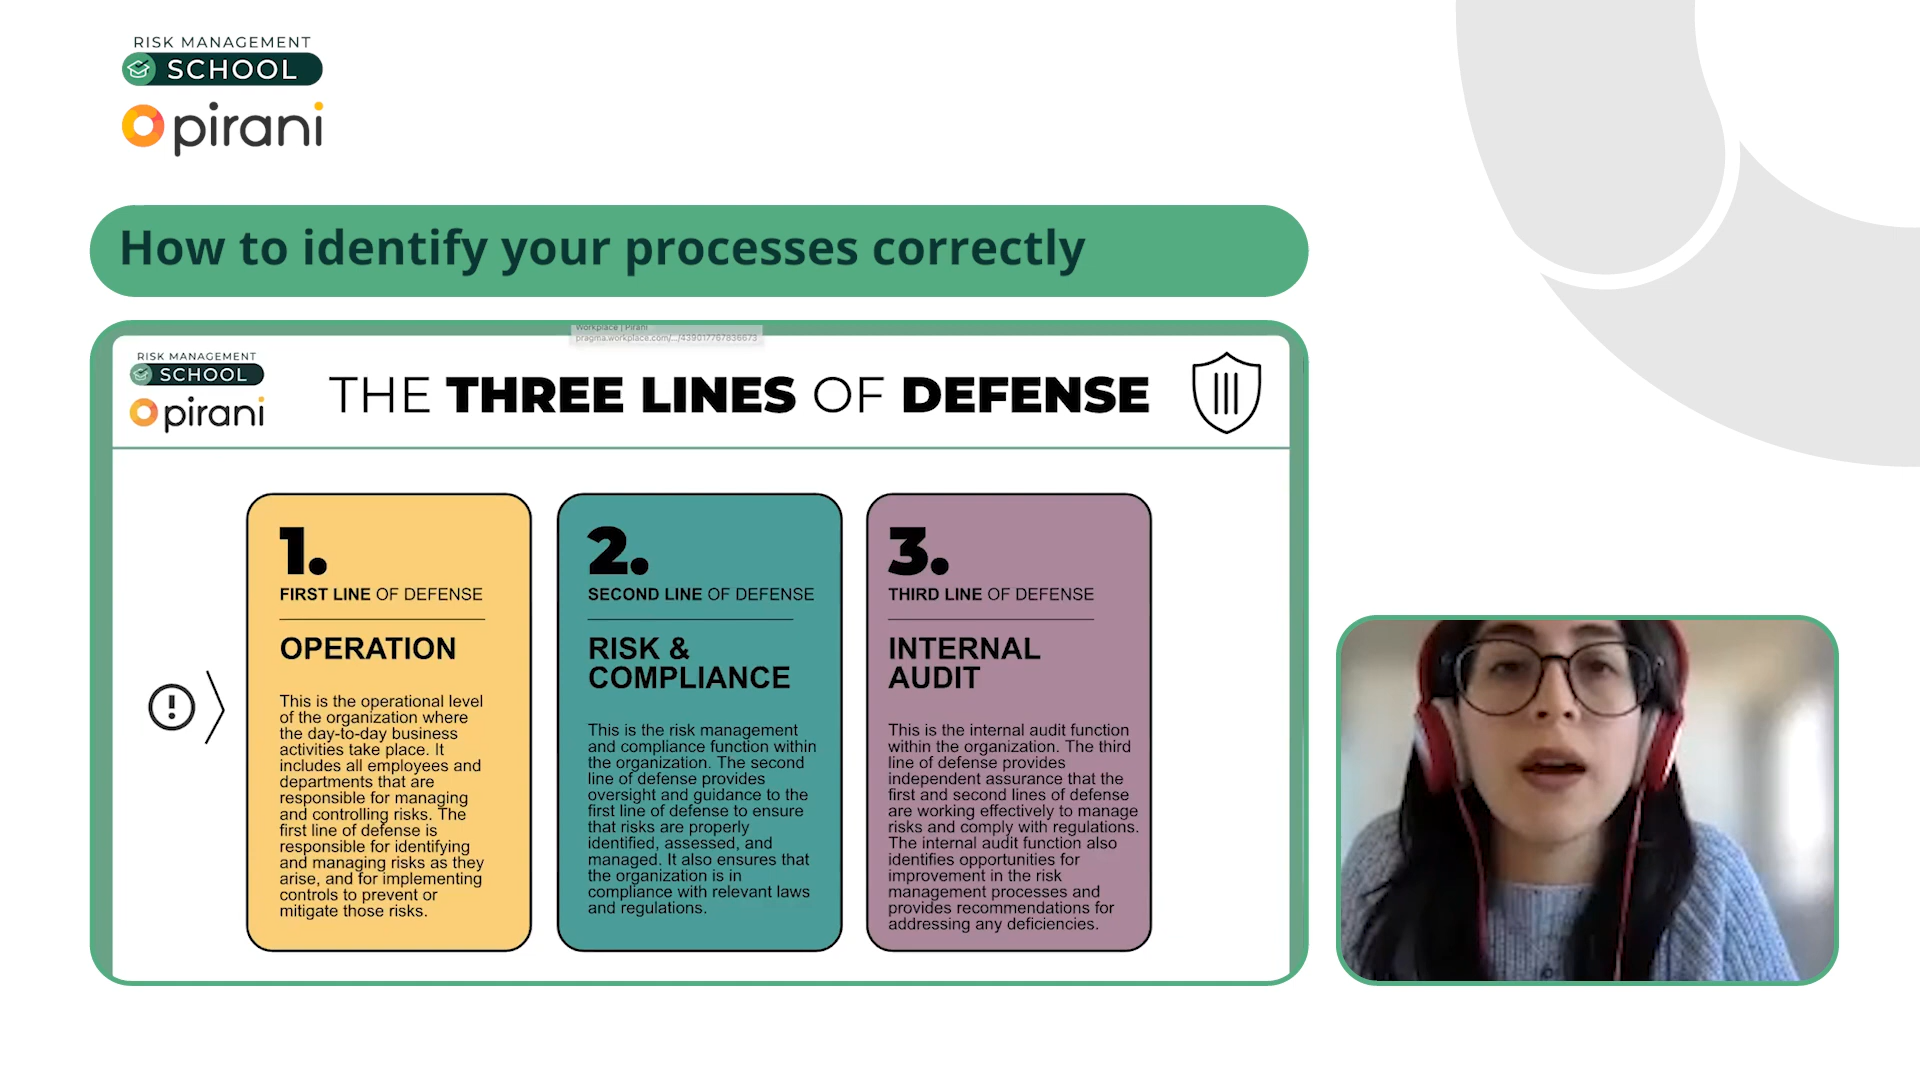 RISK MANAGEMENT
SCHOOL
pirani
How to identify your processes correctly
Workplace | Pirani
pragma.workplace.com/.../439017767836673
RISK MANAGEMENT
SCHOOL
pirani
THE THREE LINES OF DEFENSE
1.
FIRST LINE OF DEFENSE
OPERATION
This is the operational level
of the organization where
the day-to-day business
activities take place. It
includes all employees and
departments that are
responsible for managing
and controlling risks. The
first line of defense is
responsible for identifying
and managing risks as they
arise, and for implementing
controls to prevent or
mitigate those risks.
2.
SECOND LINE OF DEFENSE
RISK &
COMPLIANCE
This is the risk management
and compliance function within
the organization. The second
line of defense provides
oversight and guidance to the
first line of defense to ensure
that risks are properly
identified, assessed, and
managed. It also ensures that
the organization is in
compliance with relevant laws
and regulations.
3.
THIRD LINE OF DEFENSE
INTERNAL
AUDIT
This is the internal audit function
within the organization. The third
line of defense provides
independent assurance that the
first and second lines of defense
are working effectively to manage
risks and comply with regulations.
The internal audit function also
identifies opportunities for
improvement in the risk
management processes and
provides recommendations for
addressing any deficiencies.